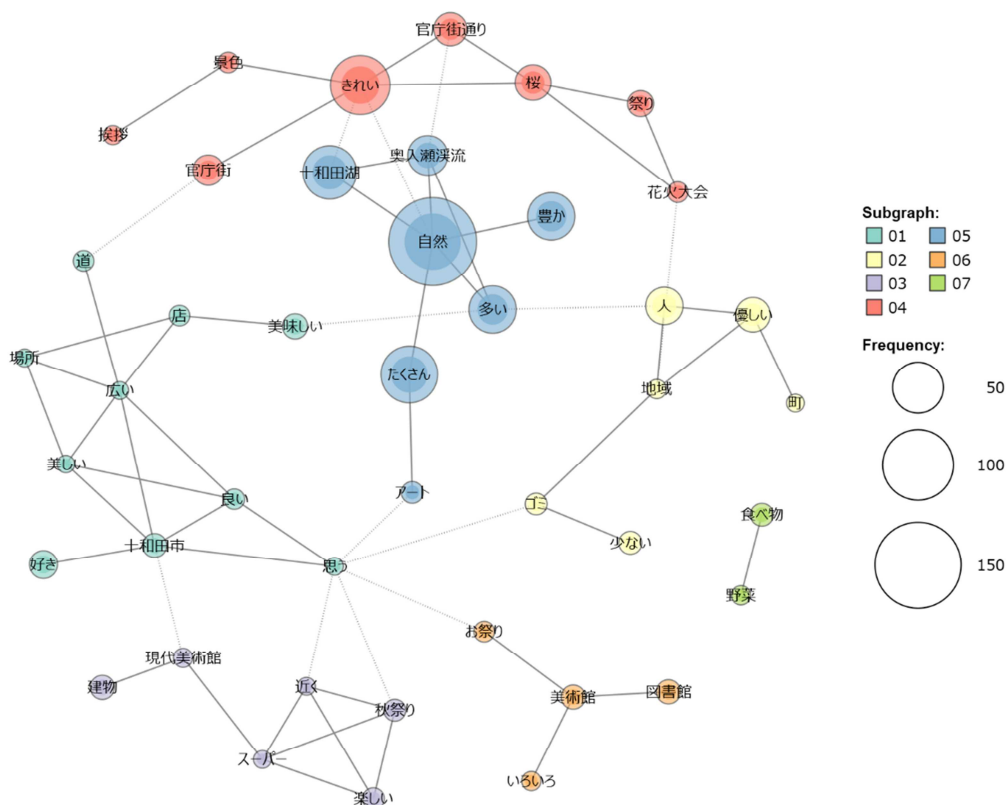 官庁街通り
景色
きれい
桜
祭り
挨拶
奥入瀬渓流
十和田湖
官庁街
花火大会
豊か
自然
道
店
美味しい
多い
人
優しい
場所
広い
たくさん
地域
町
美しい
アート
良い
ゴミ
少ない
十和田市
好き
思う
食べ物
野菜
お祭り
現代美術館
建物
近く
秋祭り
美術館
図書館
スーパー
楽しい
いろいろ
Subgraph:
01 05
02 06
03 07
04
Frequency:
50
100
150